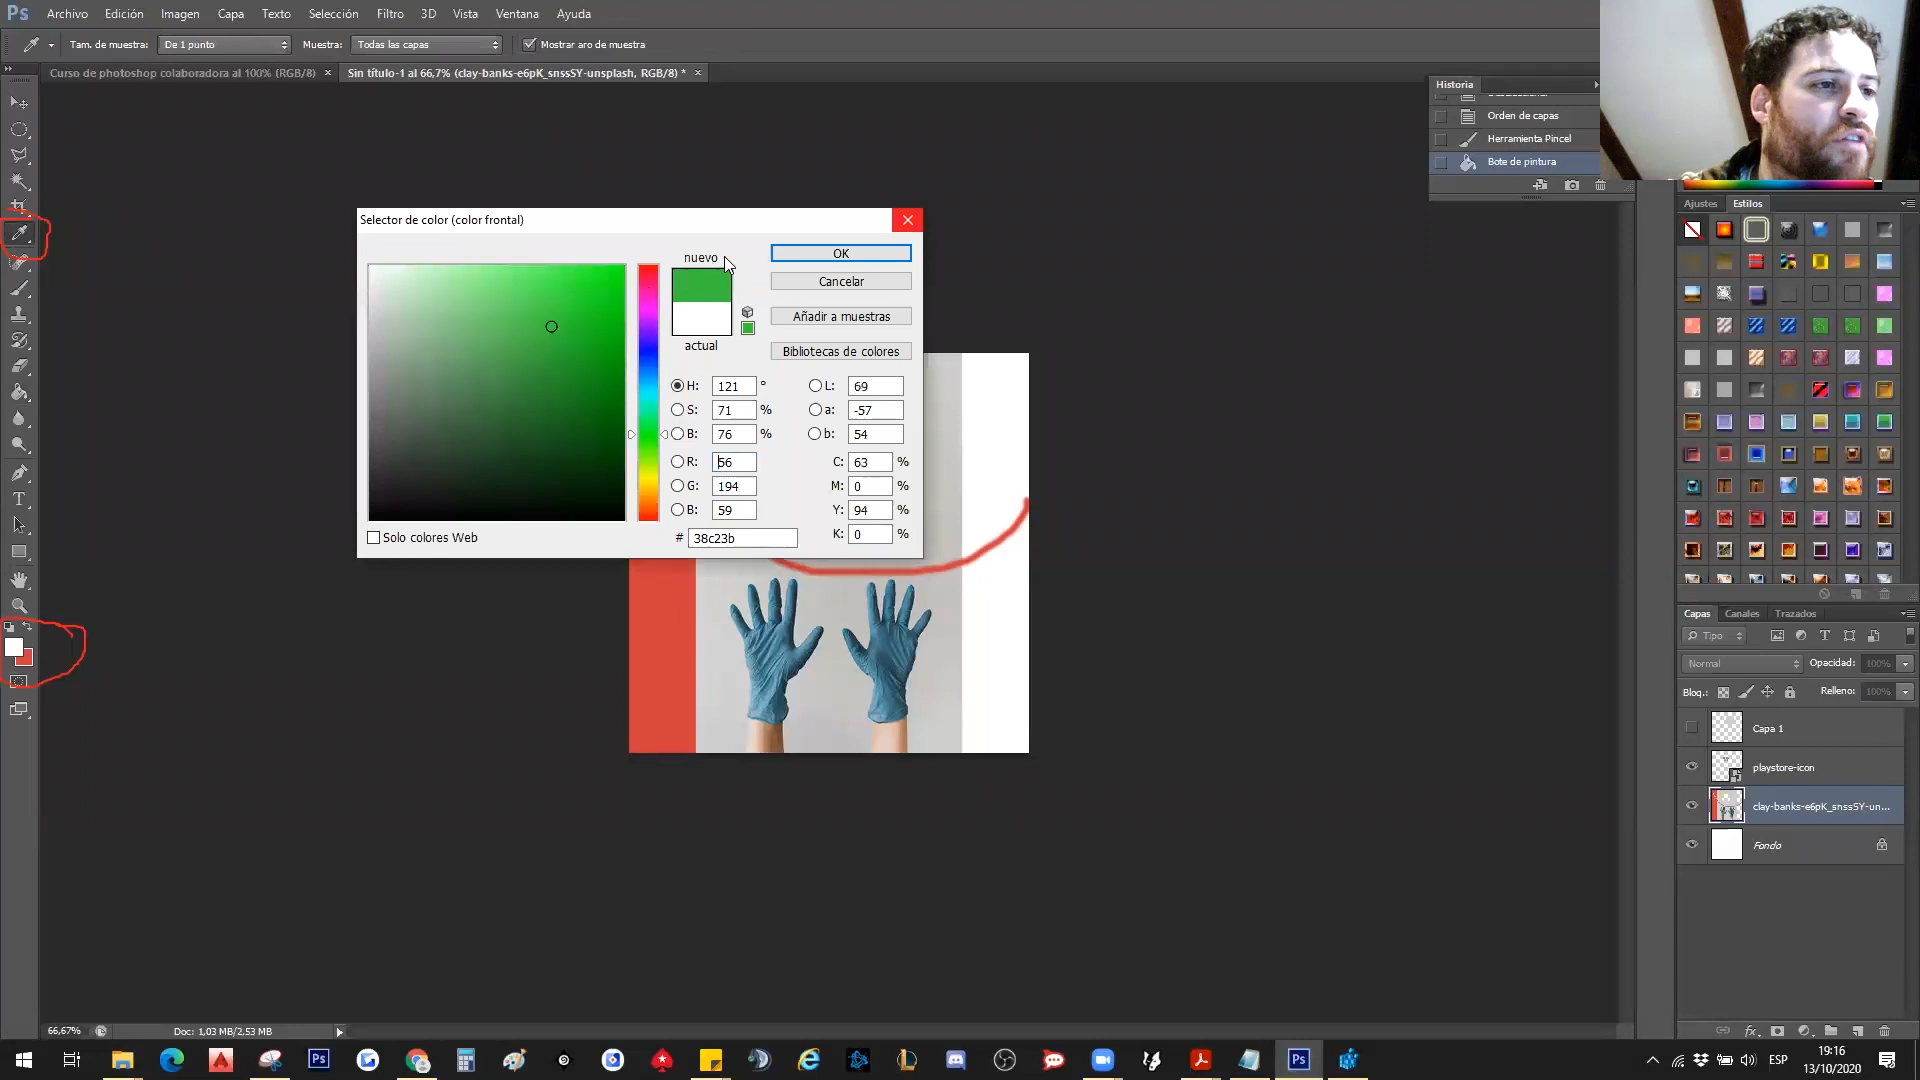 Ps Archivo Edición Imagen Capa Texto Selección Filtro 3D Vista Ventana Ayuda
Tam. de muestra: De 1 punto Muestra: Todas las capas Mostrar aro de muestra
Curso de photoshop colaboradora al 100% (RGB/8) × Sin título-1 al 66,7% (clay-banks-e6pK_snssSY-unsplash, RGB/8) * ×
Historia
Orden de capas
Herramienta Pincel
Bote de pintura
Ajustes Estilos
Selector de color (color frontal)
nuevo
actual
OK
Cancelar
Añadir a muestras
Bibliotecas de colores
H: 121 ° L: 69
S: 71 % a: -57
B: 76 % b: 54
R: 56 C: 63 %
G: 194 M: 0 %
B: 59 Y: 94 %
K: 0 %
# 38c23b
Solo colores Web
Capas Canales Trazados
Tipo
Normal Opacidad: 100%
Bloq.: Relleno: 100%
Capa 1
playstore-icon
clay-banks-e6pK_snssSY-un...
Fondo
66,67% Doc: 1,03 MB/2,53 MB
Ps Ps ESP
19:16
13/10/2020